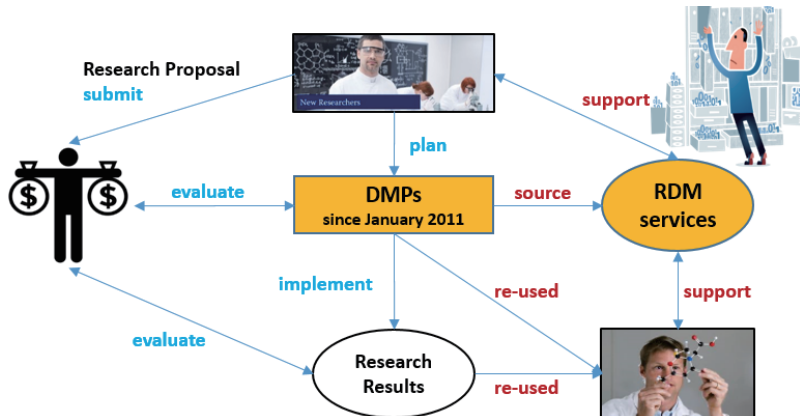 Research Proposal
submit
New Researchers
support
plan
$ $
evaluate
DMPs
since January 2011
source
RDM
services
implement
re-used
support
evaluate
Research
Results
re-used